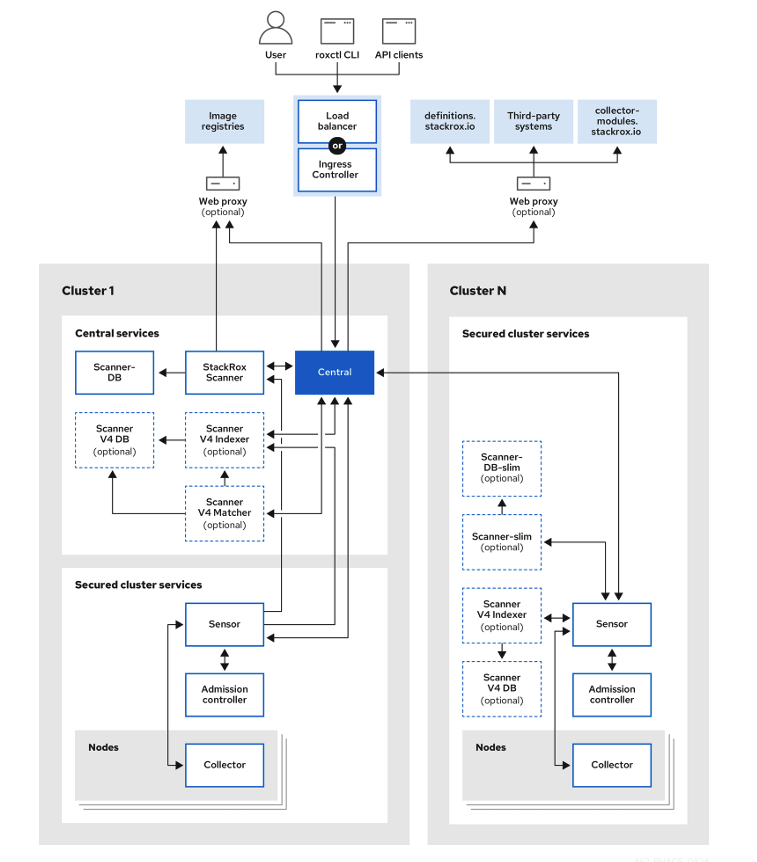 User
roxctl CLI
API clients
Image
registries
Load
balancer
or
Ingress
Controller
definitions.
stackrox.io
Third-party
systems
collector-
modules.
stackrox.io
Web proxy
(optional)
Web proxy
(optional)
Cluster 1
Central services
Scanner-
DB
StackRox
Scanner
Central
Scanner
V4 DB
(optional)
Scanner
V4 Indexer
(optional)
Scanner
V4 Matcher
(optional)
Secured cluster services
Sensor
Admission
controller
Nodes
Collector
Cluster N
Secured cluster services
Scanner-
DB-slim
(optional)
Scanner-slim
(optional)
Scanner
V4 Indexer
(optional)
Sensor
Scanner
V4 DB
(optional)
Admission
controller
Nodes
Collector